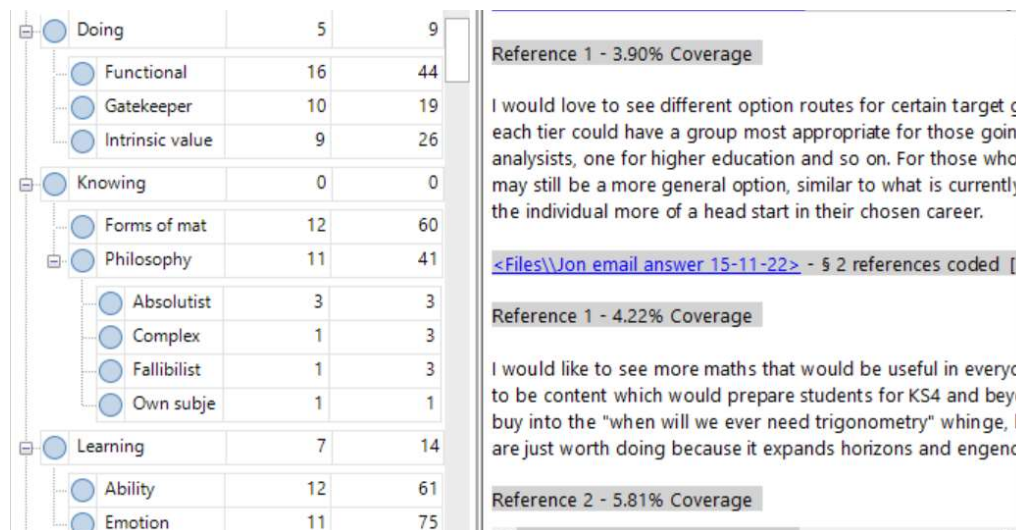 Doing 5 9
Functional 16 44
Gatekeeper 10 19
Intrinsic value 9 26
Knowing 0 0
Forms of mat 12 60
Philosophy 11 41
Absolutist 3 3
Complex 1 3
Fallibilist 1 3
Own subje 1 1
Learning 7 14
Ability 12 61
Emotion 11 75
Reference 1 - 3.90% Coverage
I would love to see different option routes for certain target
each tier could have a group most appropriate for those goin
analysists, one for higher education and so on. For those who
may still be a more general option, similar to what is currently
the individual more of a head start in their chosen career.
<Files\\Jon email answer 15-11-22> - § 2 references coded [
Reference 1 - 4.22% Coverage
I would like to see more maths that would be useful in everyd
to be content which would prepare students for KS4 and bey
buy into the "when will we ever need trigonometry" whinge,
are just worth doing because it expands horizons and engend
Reference 2 - 5.81% Coverage